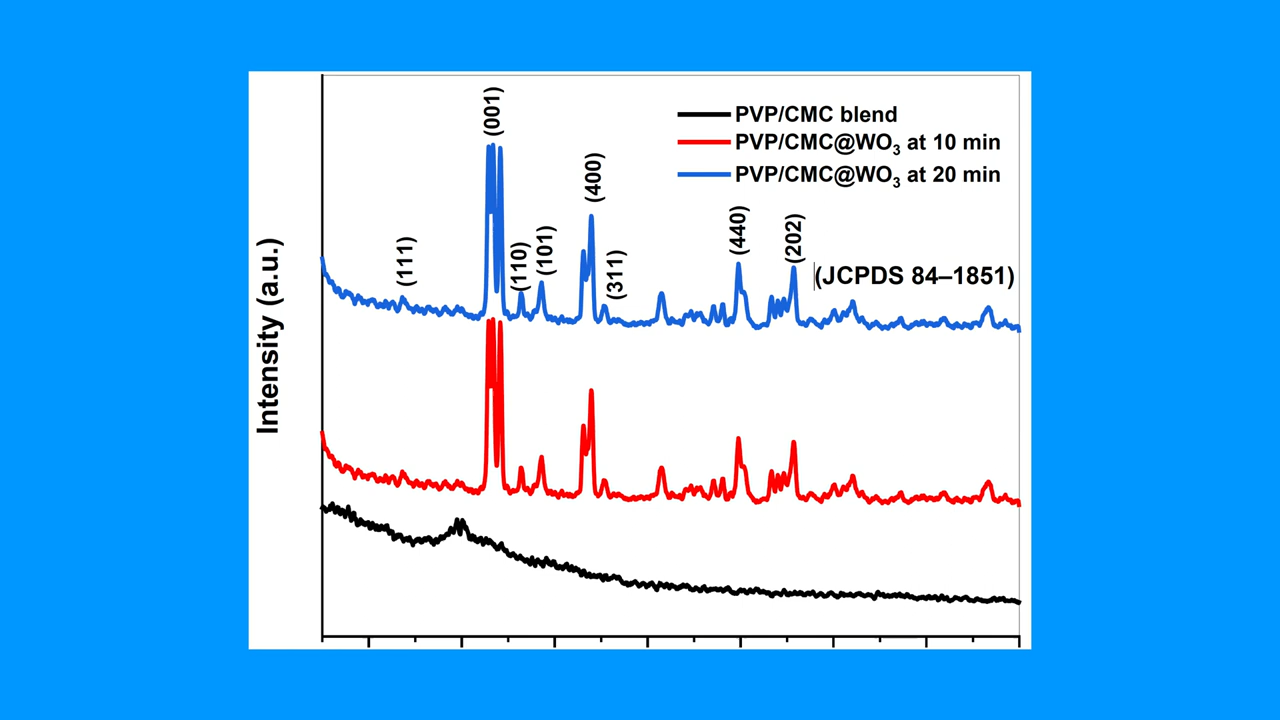 PVP/CMC blend
PVP/CMC@WO₃ at 10 min
PVP/CMC@WO₃ at 20 min
(111)
(001)
(110)
(101)
(400)
(311)
(440)
(202)
(JCPDS 84–1851)
Intensity (a.u.)